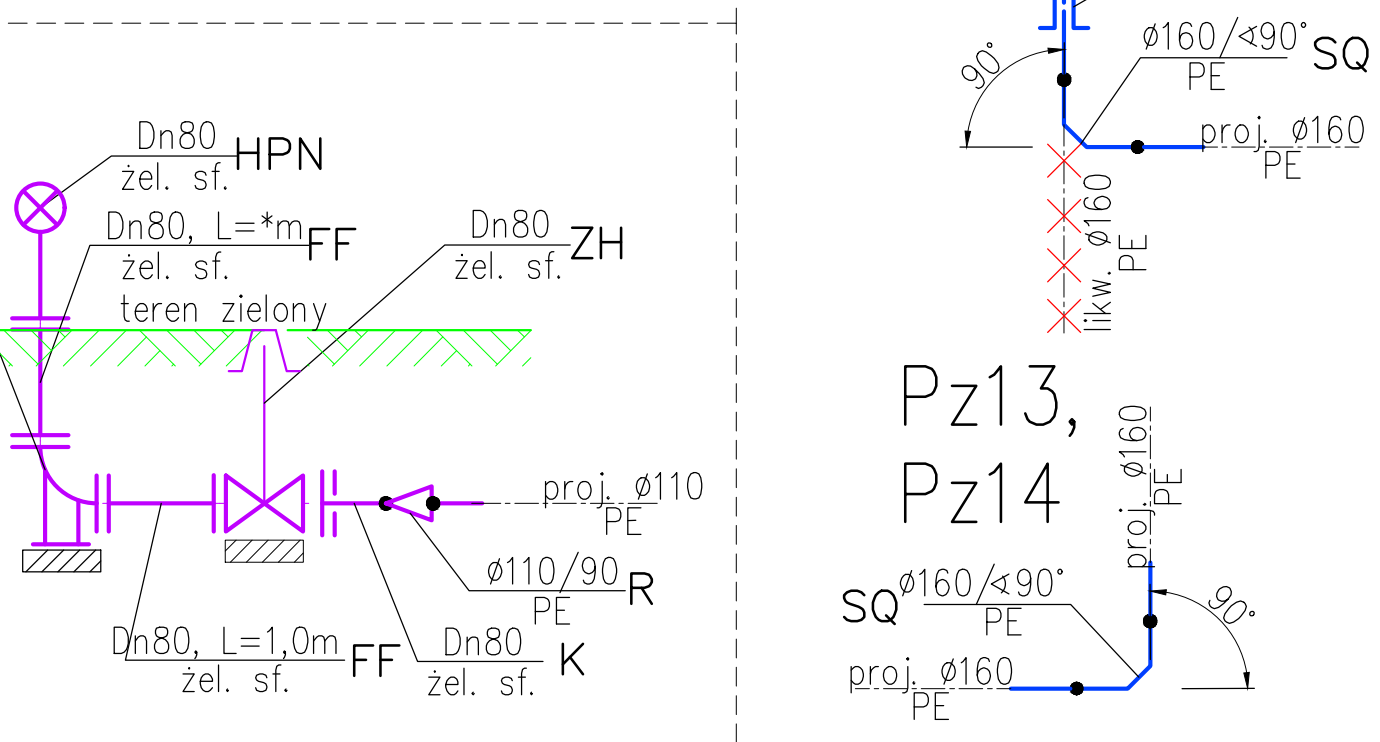 Dn80 HPN
żel. sf.
Dn80, L=*m FF
żel. sf.
teren zielony
Dn80 ZH
żel. sf.
proj. ø110
PE
ø110/90 R
PE
Dn80, L=1,0m FF
żel. sf.
Dn80 K
żel. sf.
90°
ø160/∢90° SQ
PE
proj. ø160
PE
likw. ø160
PE
Pz13,
Pz14
proj. ø160
PE
SQ ø160/∢90°
PE
90°
proj. ø160
PE